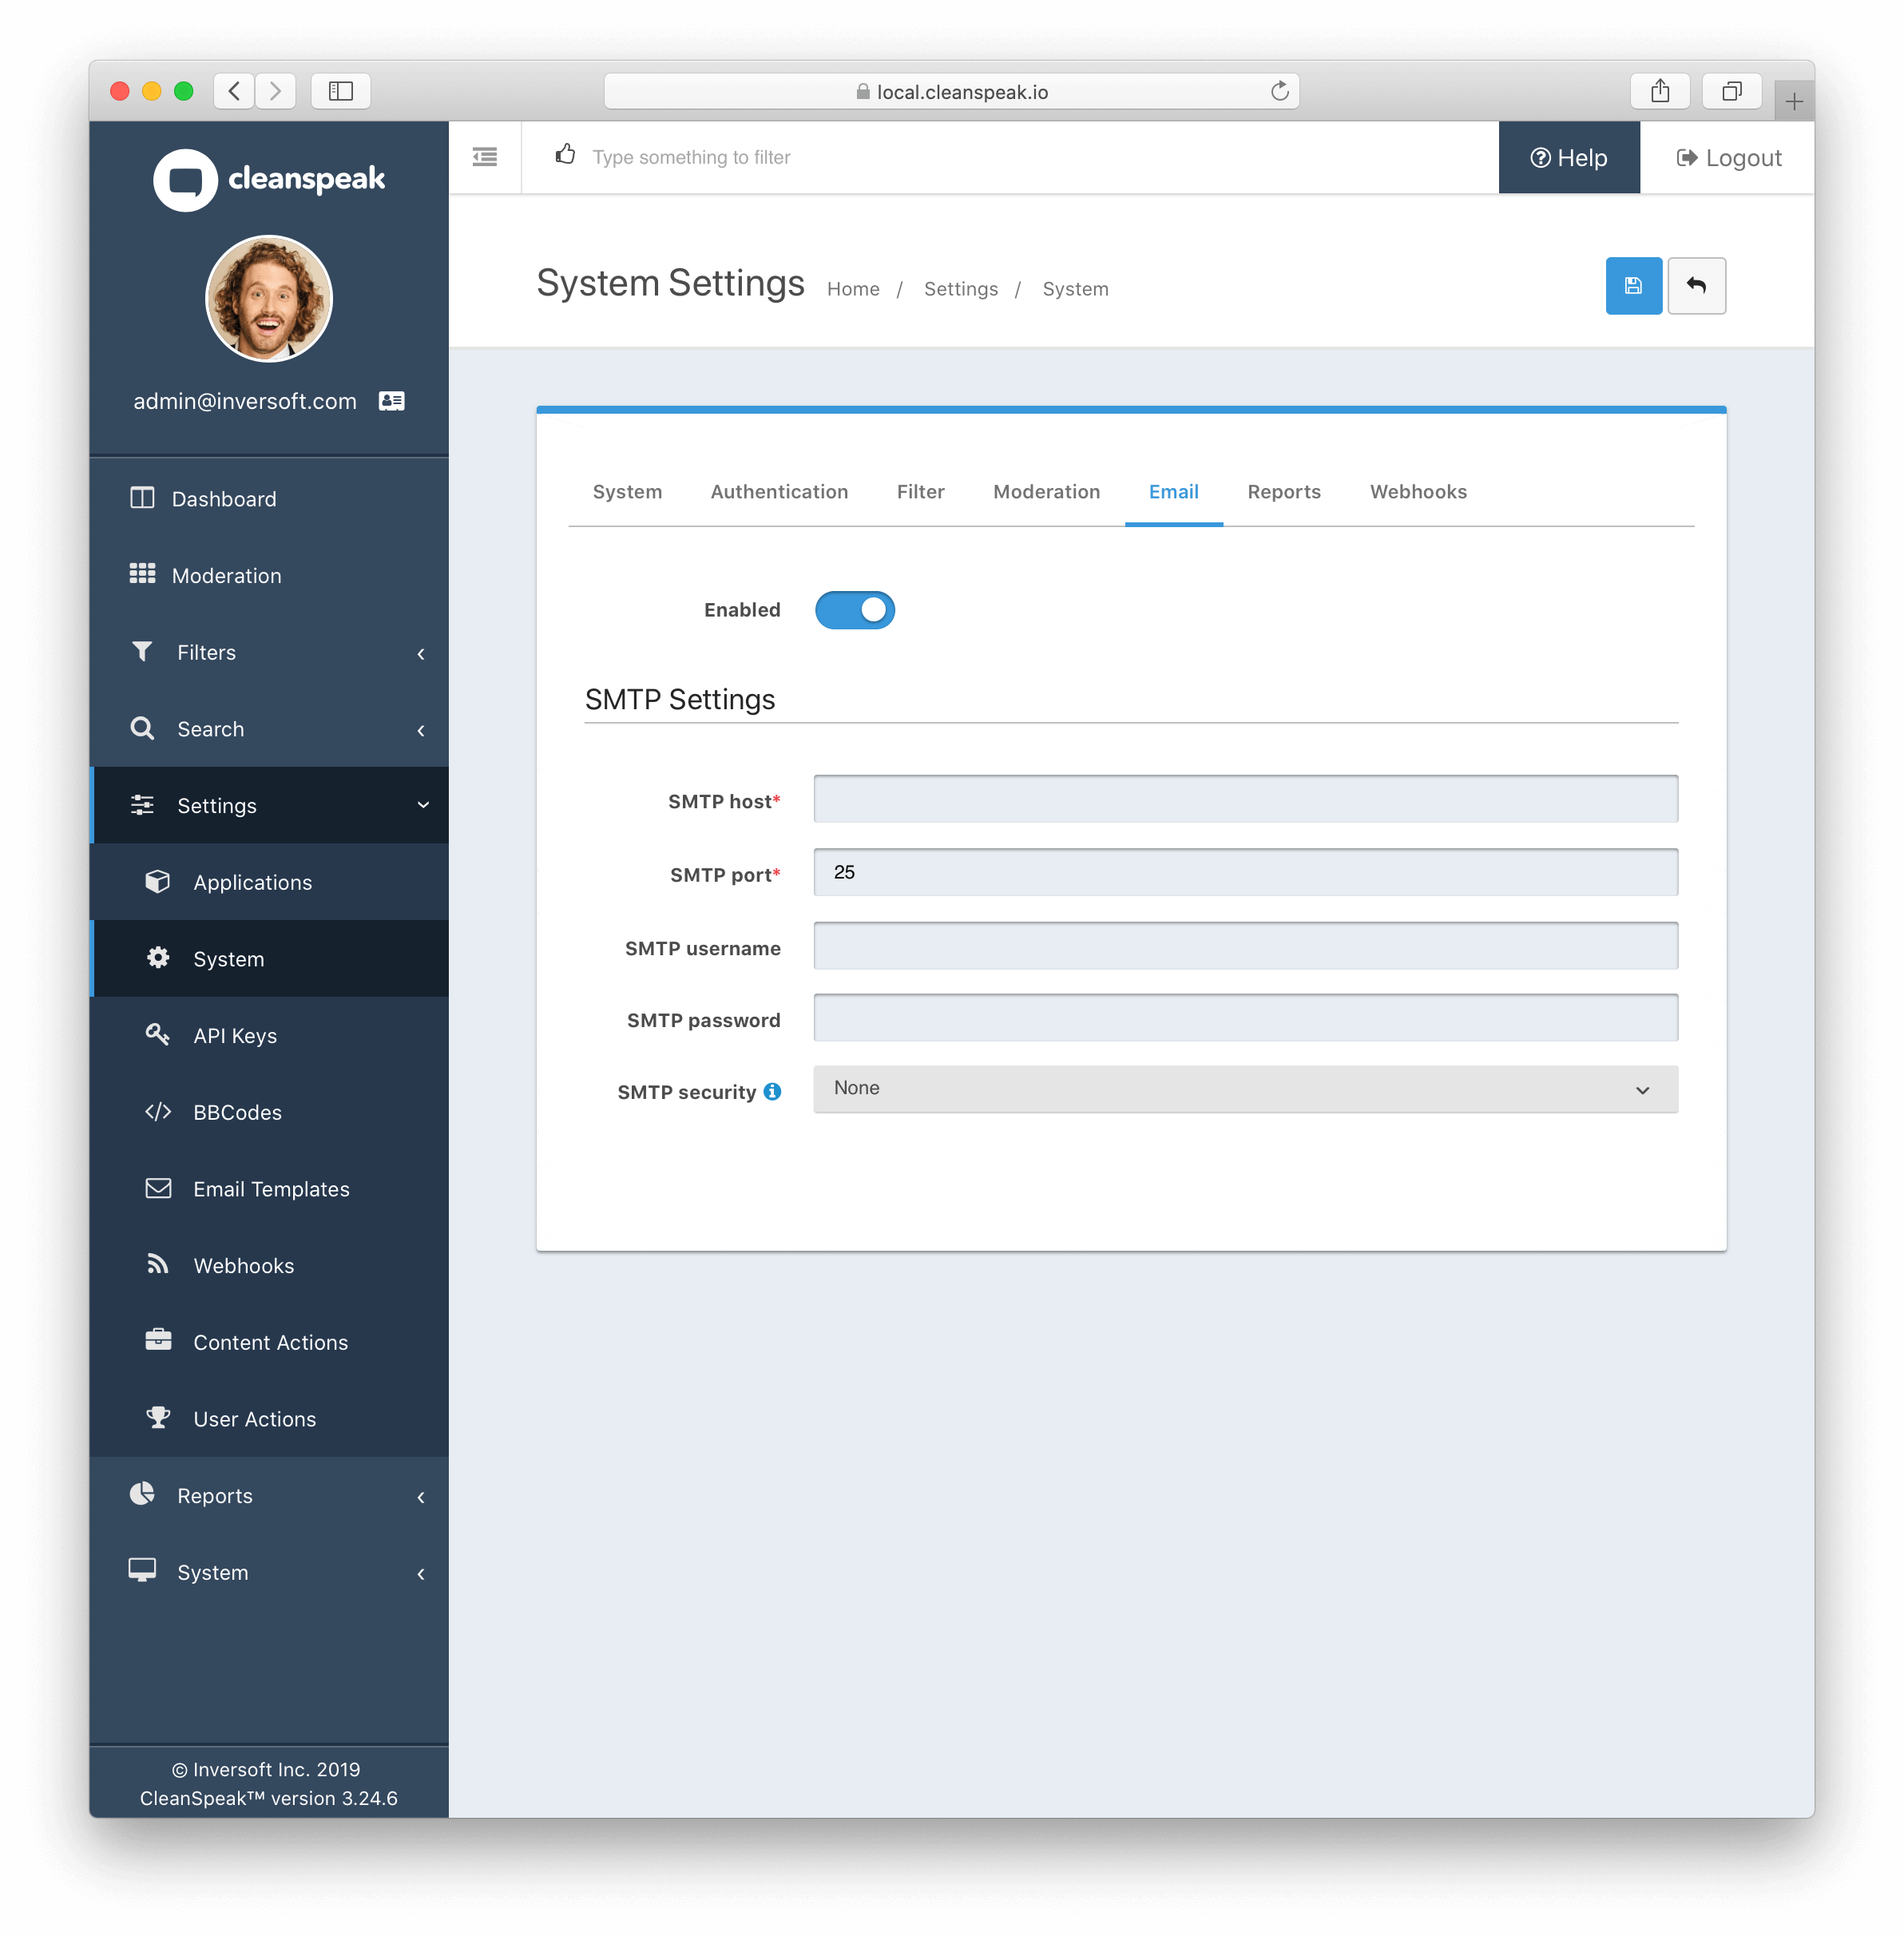 local.cleanspeak.io
cleanspeak
Type something to filter
Help
Logout
System Settings
Home / Settings / System
admin@inversoft.com
Dashboard
Moderation
Filters
Search
Settings
Applications
System
API Keys
BBCodes
Email Templates
Webhooks
Content Actions
User Actions
Reports
System
© Inversoft Inc. 2019
CleanSpeak™ version 3.24.6
System Authentication Filter Moderation Email Reports Webhooks
Enabled
SMTP Settings
SMTP host*
SMTP port* 25
SMTP username
SMTP password
SMTP security None